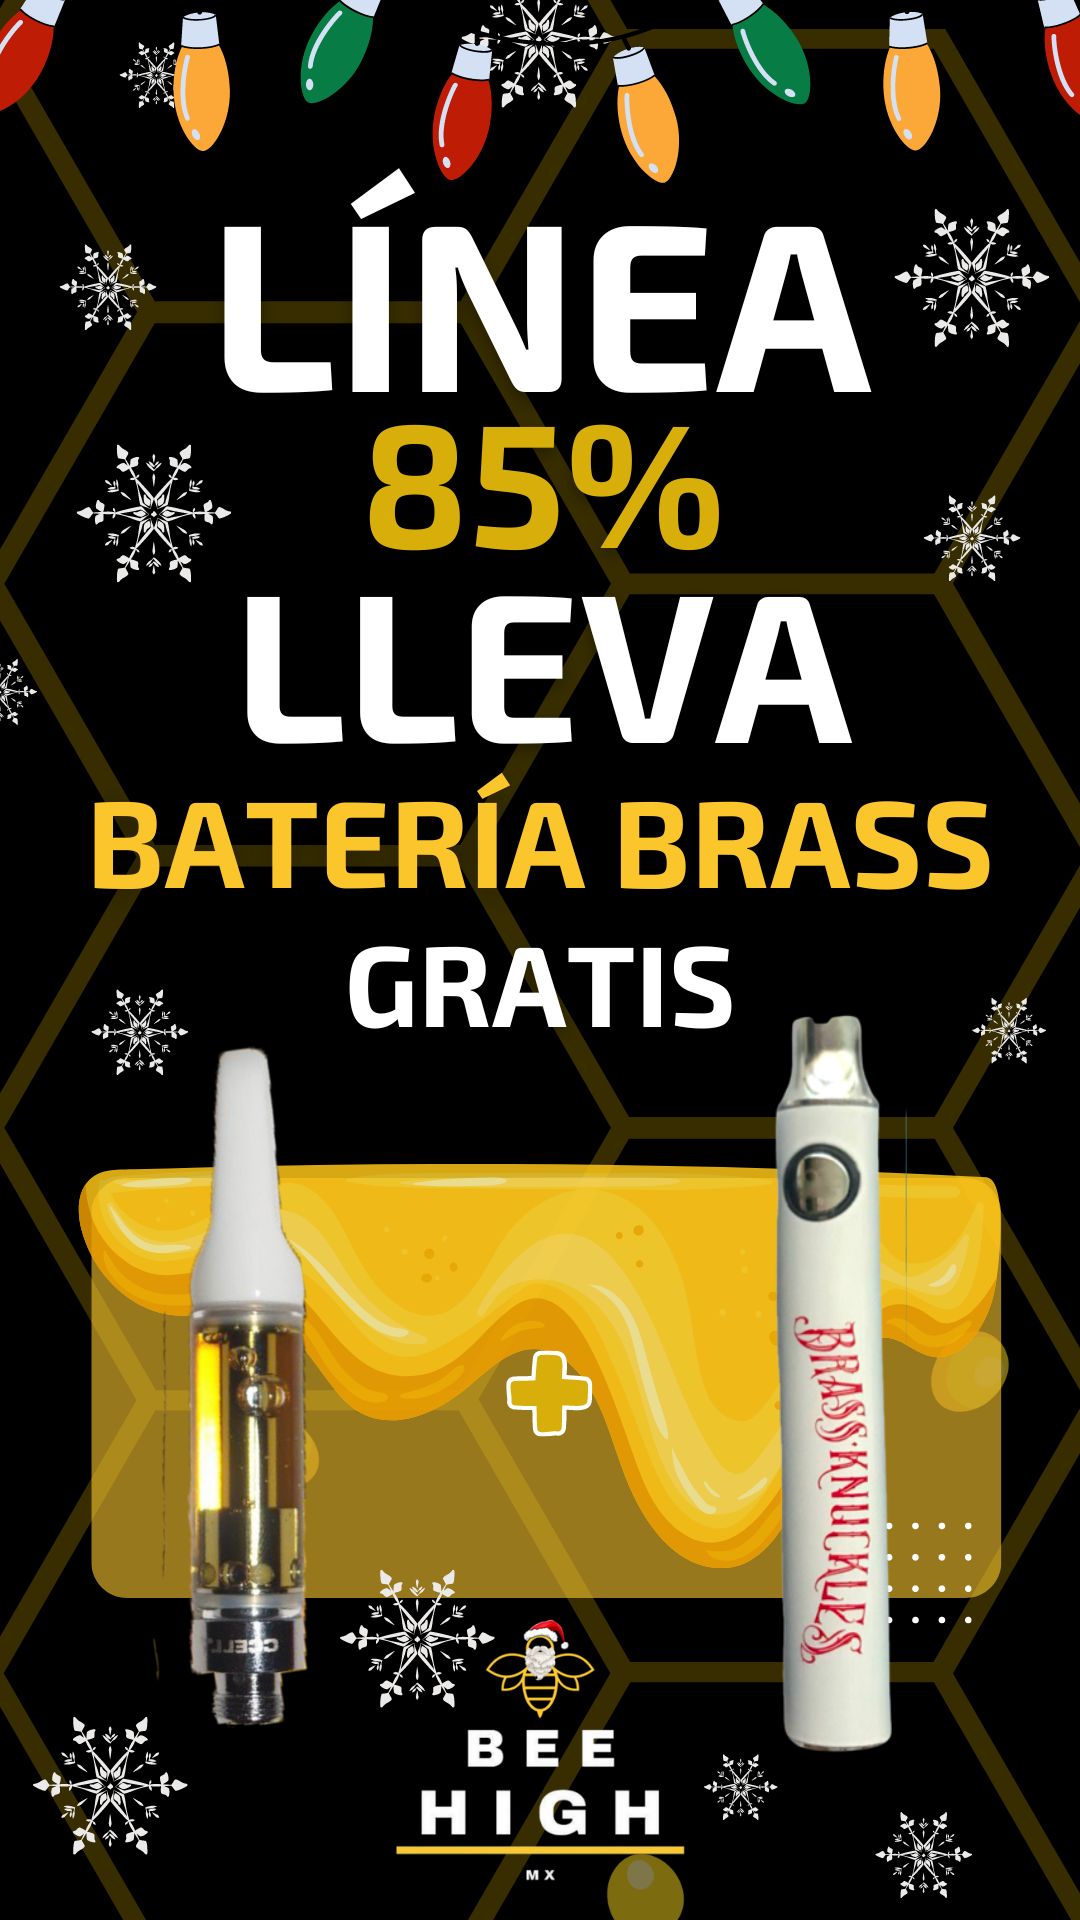 LÍNEA
85%
LLEVA
BATERÍA BRASS
GRATIS
BRASS·KNUCKLES
CCELL
BEE
HIGH
MX